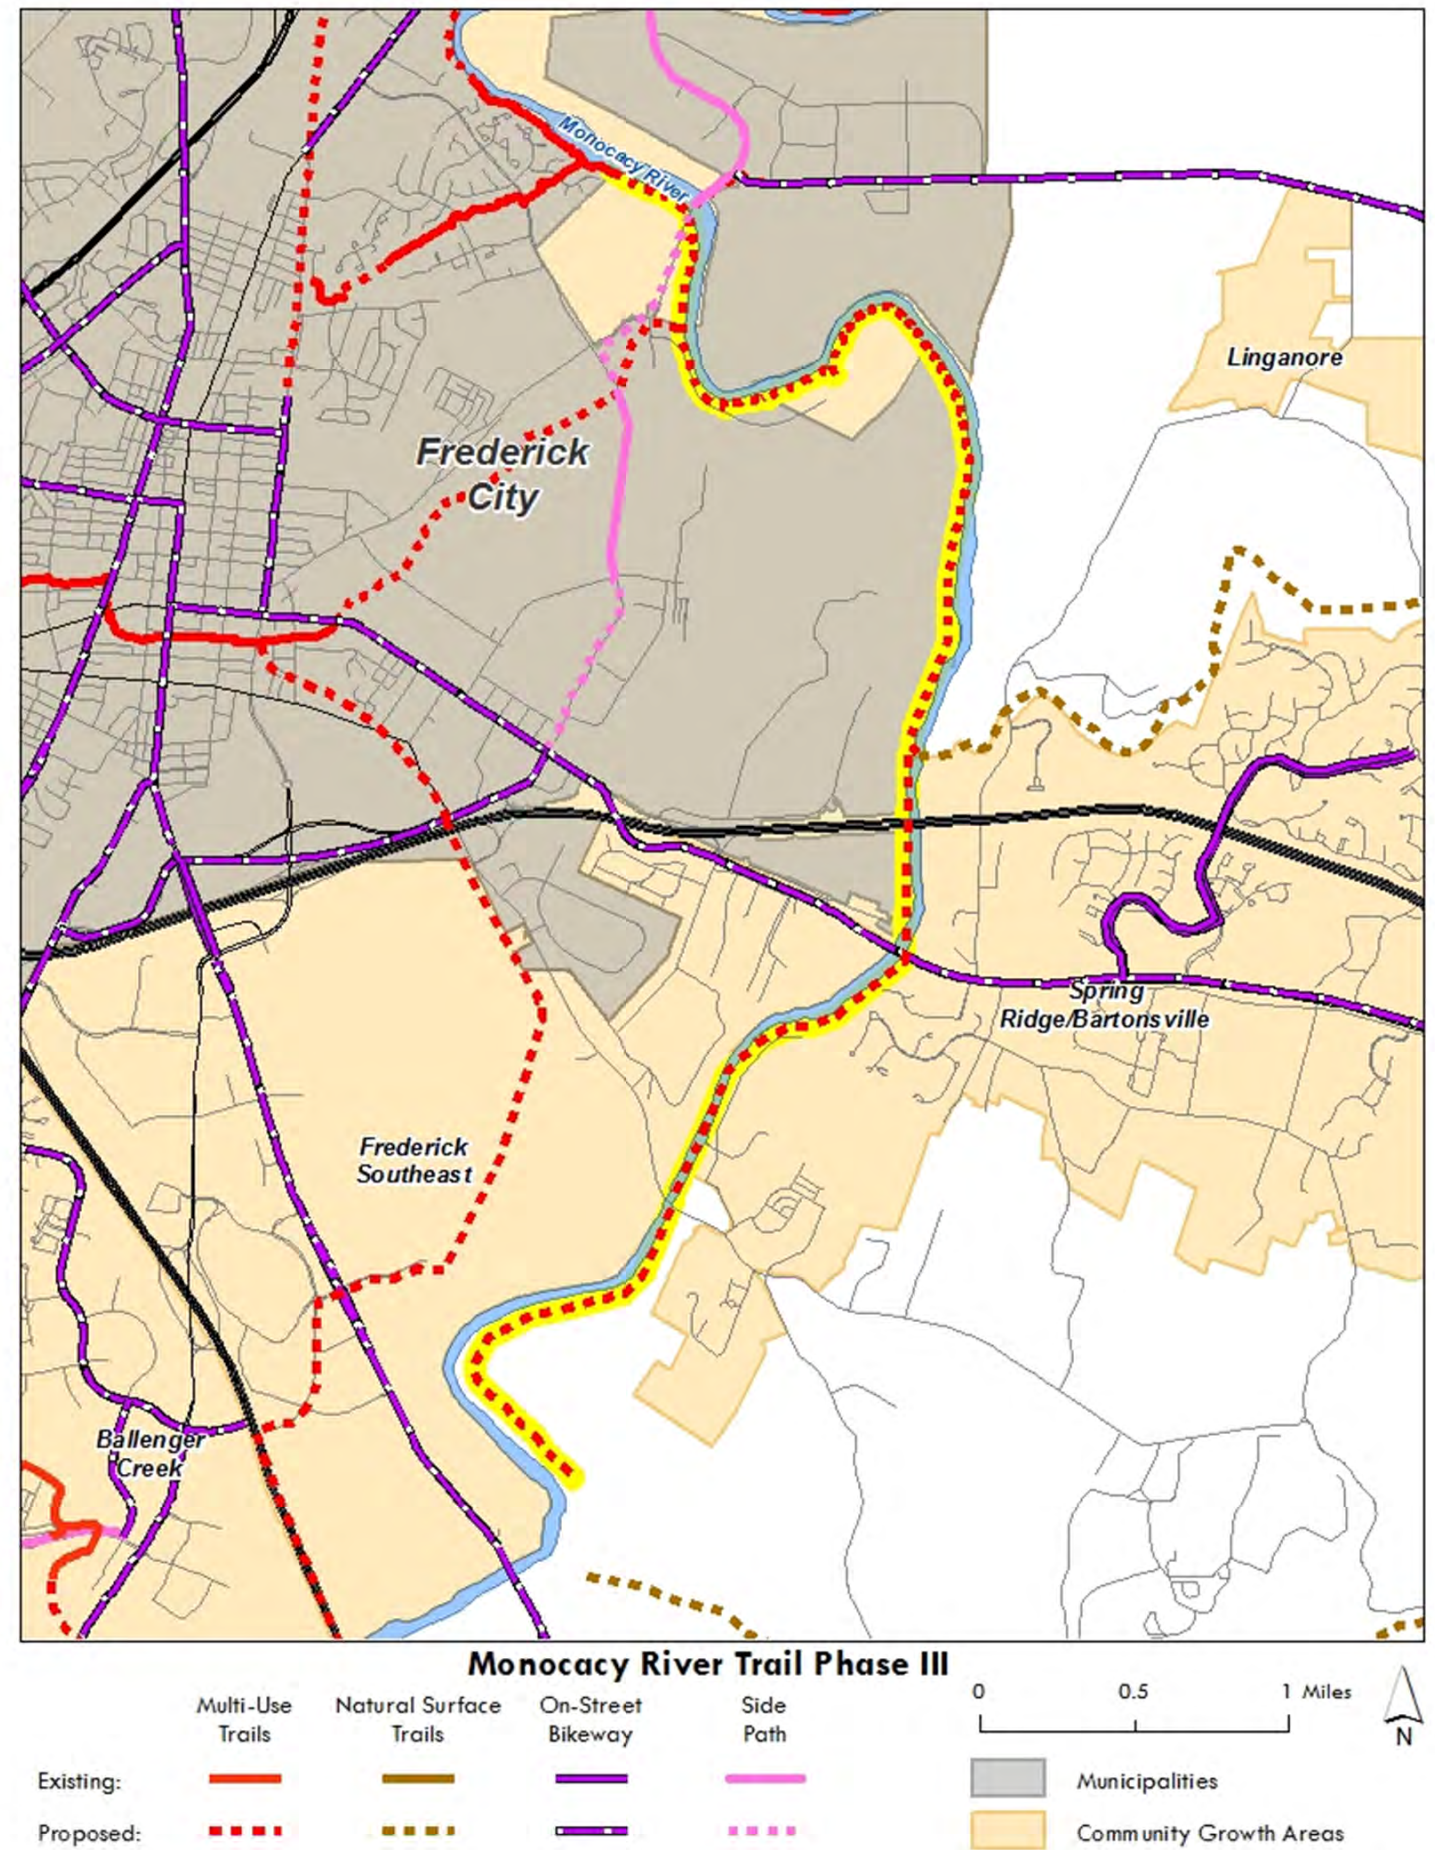 Monocacy River
Linganore
Frederick
City
Spring
Ridge/Bartonsville
Frederick
Southeast
Ballenger
Creek
Monocacy River Trail Phase III
Multi-Use
Trails
Natural Surface
Trails
On-Street
Bikeway
Side
Path
0 0.5 1 Miles
N
Existing:
Proposed:
Municipalities
Community Growth Areas